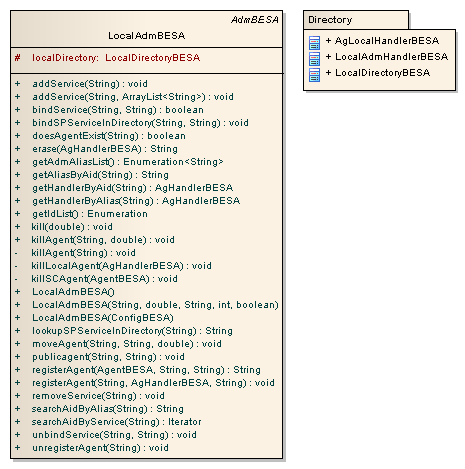 AdmBESA
LocalAdmBESA
# localDirectory: LocalDirectoryBESA
+ addService(String) : void
+ addService(String, ArrayList<String>) : void
+ bindService(String, String) : boolean
+ bindSPServiceInDirectory(String, String) : void
+ doesAgentExist(String) : boolean
+ erase(AgHandlerBESA) : String
+ getAdmAliasList() : Enumeration<String>
+ getAliasByAid(String) : String
+ getHandlerByAid(String) : AgHandlerBESA
+ getHandlerByAlias(String) : AgHandlerBESA
+ getIdList() : Enumeration
+ kill(double) : void
+ killAgent(String, double) : void
- killAgent(String) : void
- killLocalAgent(AgHandlerBESA) : void
- killSCAgent(AgentBESA) : void
+ LocalAdmBESA()
+ LocalAdmBESA(String, double, String, int, boolean)
+ LocalAdmBESA(ConfigBESA)
+ lookupSPServiceInDirectory(String) : String
+ moveAgent(String, String, double) : void
+ publicagent(String, String) : void
+ registerAgent(AgentBESA, String, String) : String
+ registerAgent(String, AgHandlerBESA, String) : void
+ removeService(String) : void
+ searchAidByAlias(String) : String
+ searchAidByService(String) : Iterator
+ unbindService(String, String) : void
+ unregisterAgent(String) : void
Directory
+ AgLocalHandlerBESA
+ LocalAdmHandlerBESA
+ LocalDirectoryBESA